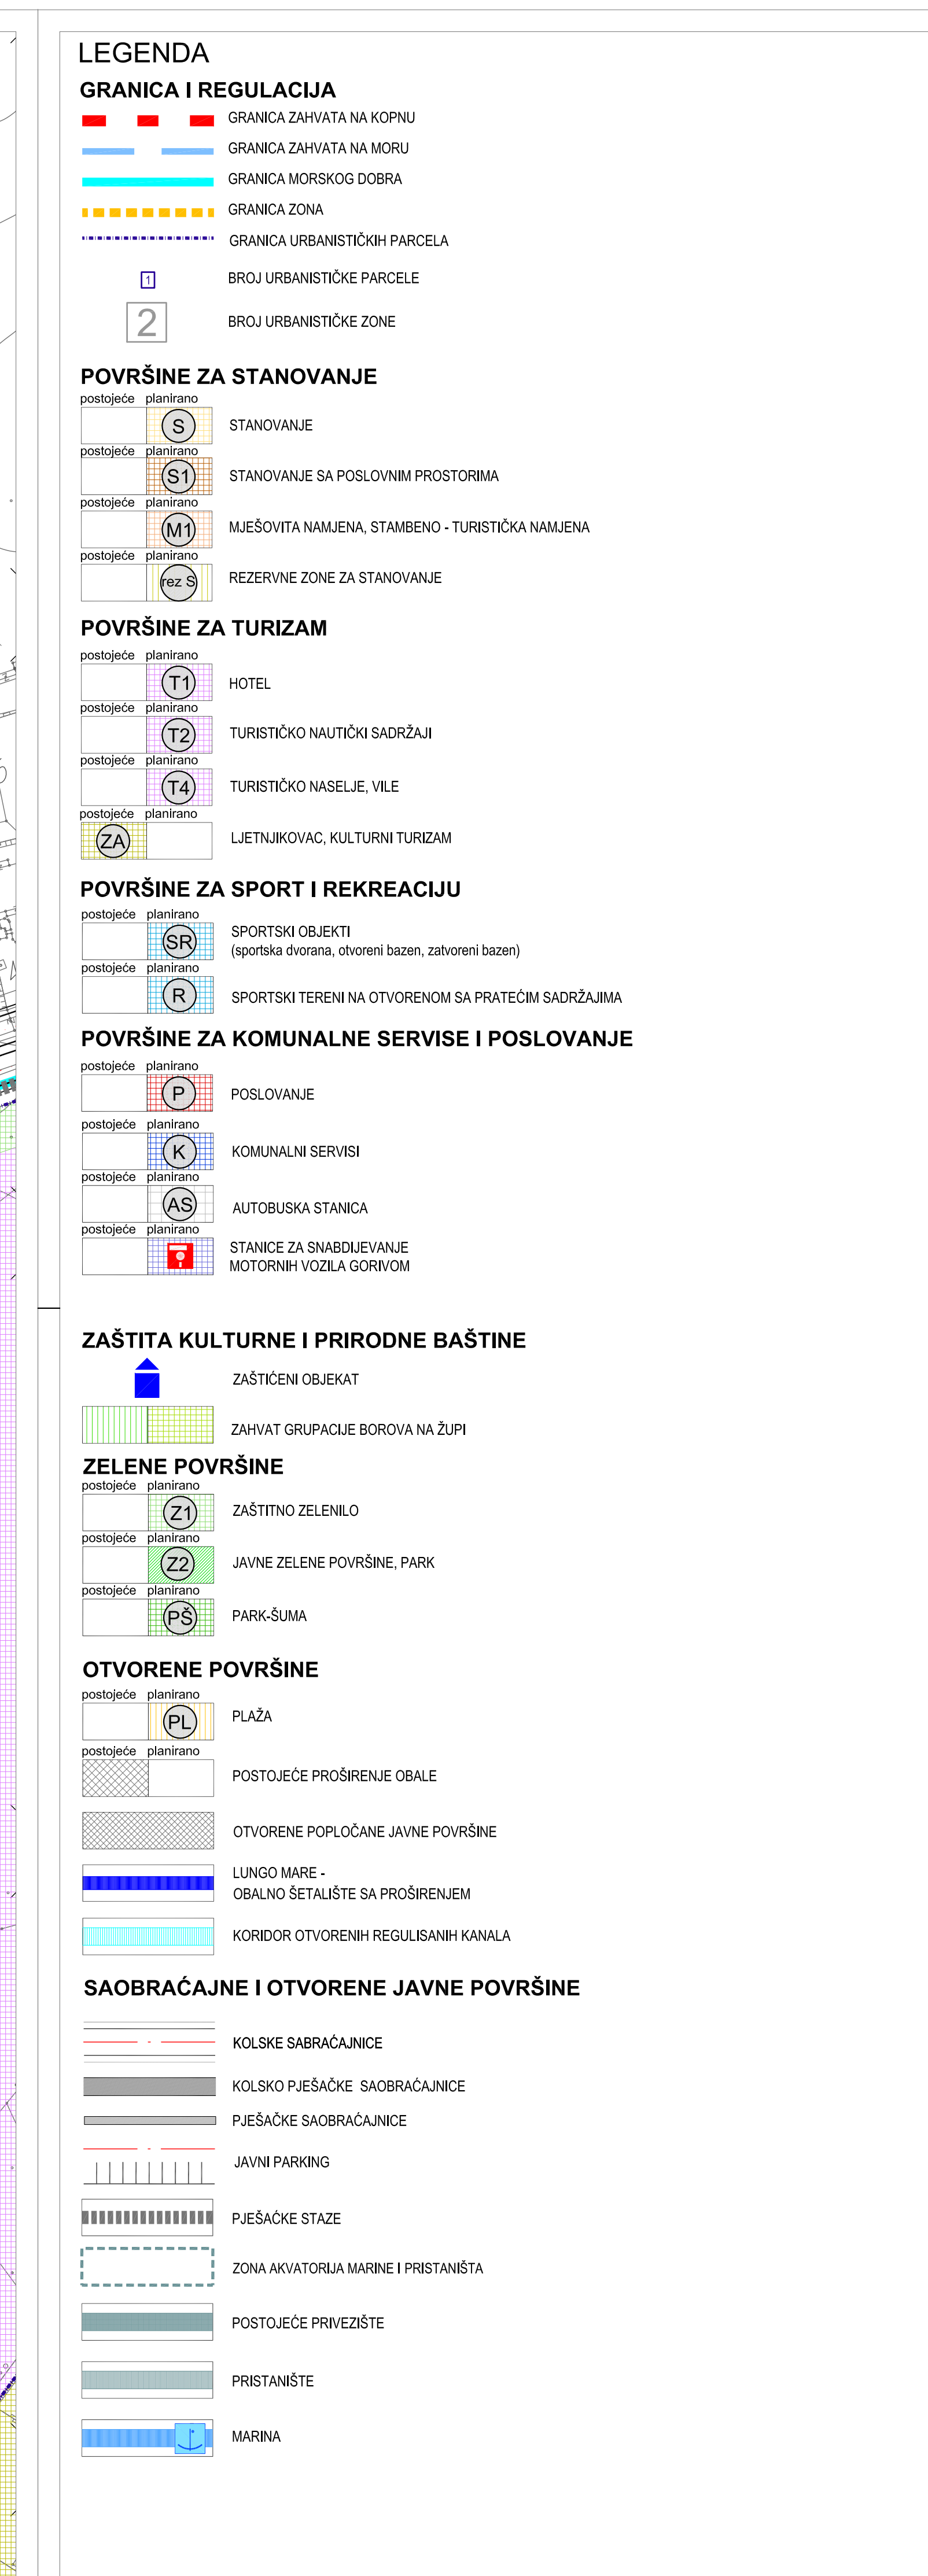 LEGENDA
GRANICA I REGULACIJA
GRANICA ZAHVATA NA KOPNU
GRANICA ZAHVATA NA MORU
GRANICA MORSKOG DOBRA
GRANICA ZONA
GRANICA URBANISTIČKIH PARCELA
1 BROJ URBANISTIČKE PARCELE
2 BROJ URBANISTIČKE ZONE
POVRŠINE ZA STANOVANJE
postojeće planirano
S STANOVANJE
postojeće planirano
S1 STANOVANJE SA POSLOVNIM PROSTORIMA
postojeće planirano
M1 MJEŠOVITA NAMJENA, STAMBENO - TURISTIČKA NAMJENA
postojeće planirano
rez S REZERVNE ZONE ZA STANOVANJE
POVRŠINE ZA TURIZAM
postojeće planirano
T1 HOTEL
postojeće planirano
T2 TURISTIČKO NAUTIČKI SADRŽAJI
postojeće planirano
T4 TURISTIČKO NASELJE, VILE
postojeće planirano
ZA LJETNJIKOVAC, KULTURNI TURIZAM
POVRŠINE ZA SPORT I REKREACIJU
postojeće planirano
SR SPORTSKI OBJEKTI
(sportska dvorana, otvoreni bazen, zatvoreni bazen)
postojeće planirano
R SPORTSKI TERENI NA OTVORENOM SA PRATEĆIM SADRŽAJIMA
POVRŠINE ZA KOMUNALNE SERVISE I POSLOVANJE
postojeće planirano
P POSLOVANJE
postojeće planirano
K KOMUNALNI SERVISI
postojeće planirano
AS AUTOBUSKA STANICA
postojeće planirano
STANICE ZA SNABDIJEVANJE
MOTORNIH VOZILA GORIVOM
ZAŠTITA KULTURNE I PRIRODNE BAŠTINE
ZAŠTIĆENI OBJEKAT
ZAHVAT GRUPACIJE BOROVA NA ŽUPI
ZELENE POVRŠINE
postojeće planirano
Z1 ZAŠTITNO ZELENILO
postojeće planirano
Z2 JAVNE ZELENE POVRŠINE, PARK
postojeće planirano
PŠ PARK-ŠUMA
OTVORENE POVRŠINE
postojeće planirano
PL PLAŽA
postojeće planirano
POSTOJEĆE PROŠIRENJE OBALE
OTVORENE POPLOČANE JAVNE POVRŠINE
LUNGO MARE -
OBALNO ŠETALIŠTE SA PROŠIRENJEM
KORIDOR OTVORENIH REGULISANIH KANALA
SAOBRAĆAJNE I OTVORENE JAVNE POVRŠINE
KOLSKE SABRAĆAJNICE
KOLSKO PJEŠAČKE SAOBRAĆAJNICE
PJEŠAČKE SAOBRAĆAJNICE
JAVNI PARKING
PJEŠAĆKE STAZE
ZONA AKVATORIJA MARINE I PRISTANIŠTA
POSTOJEĆE PRIVEZIŠTE
PRISTANIŠTE
MARINA